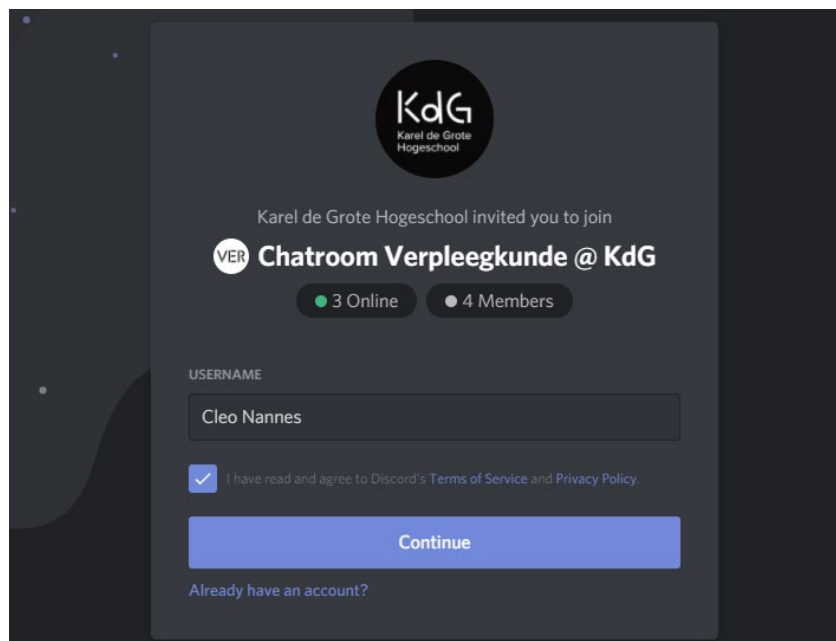 KdG
Karel de Grote
Hogeschool
Karel de Grote Hogeschool invited you to join
VER Chatroom Verpleegkunde @ KdG
3 Online 4 Members
USERNAME
Cleo Nannes
I have read and agree to Discord's Terms of Service and Privacy Policy.
Continue
Already have an account?